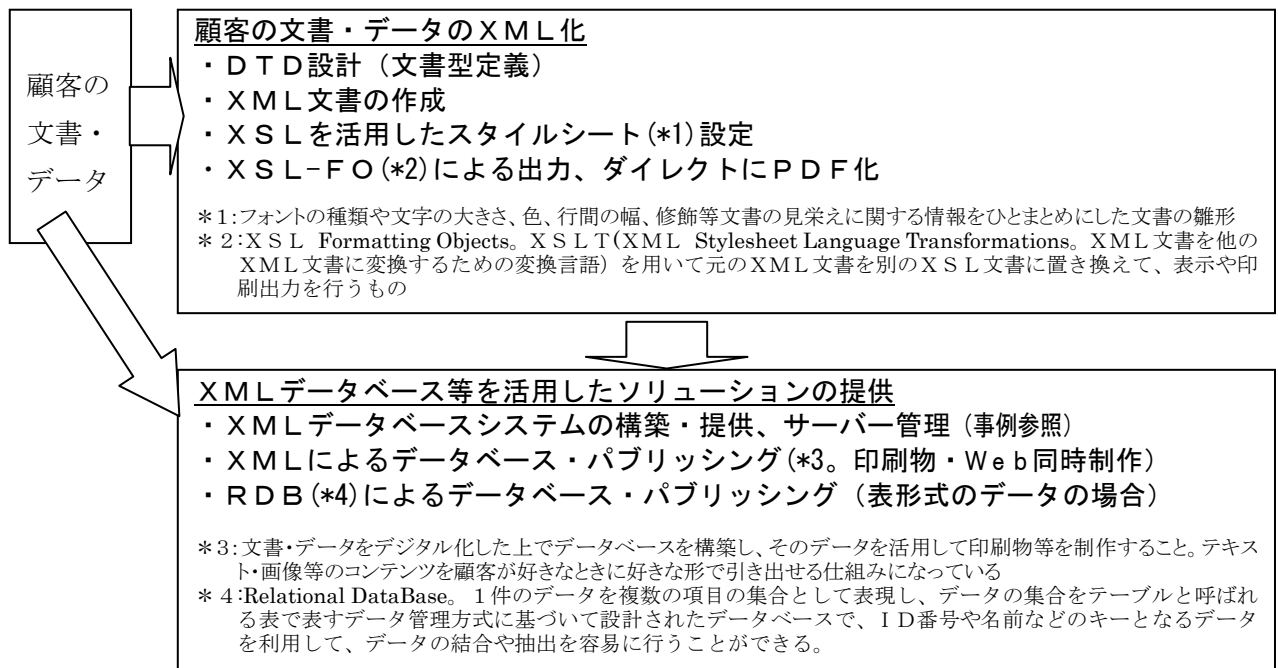 顧客の
文書・
データ
顧客の文書・データのＸＭＬ化
・ＤＴＤ設計（文書型定義）
・ＸＭＬ文書の作成
・ＸＳＬを活用したスタイルシート(*1)設定
・ＸＳＬ-ＦＯ(*2)による出力、ダイレクトにＰＤＦ化
＊1:フォントの種類や文字の大きさ、色、行間の幅、修飾等文書の見栄えに関する情報をひとまとめにした文書の雛形
＊２:ＸＳＬ Formatting Objects。ＸＳＬＴ(XML Stylesheet Language Transformations。ＸＭＬ文書を他の
ＸＭＬ文書に変換するための変換言語）を用いて元のＸＭＬ文書を別のＸＳＬ文書に置き換えて、表示や印
刷出力を行うもの
ＸＭＬデータベース等を活用したソリューションの提供
・ＸＭＬデータベースシステムの構築・提供、サーバー管理（事例参照）
・ＸＭＬによるデータベース・パブリッシング(*3。印刷物・Ｗｅｂ同時制作）
・ＲＤＢ(*4)によるデータベース・パブリッシング（表形式のデータの場合）
＊３:文書・データをデジタル化した上でデータベースを構築し、そのデータを活用して印刷物等を制作すること。テキス
ト・画像等のコンテンツを顧客が好きなときに好きな形で引き出せる仕組みになっている
＊４:Relational DataBase。１件のデータを複数の項目の集合として表現し、データの集合をテーブルと呼ばれ
る表で表すデータ管理方式に基づいて設計されたデータベースで、ＩＤ番号や名前などのキーとなるデータ
を利用して、データの結合や抽出を容易に行うことができる。